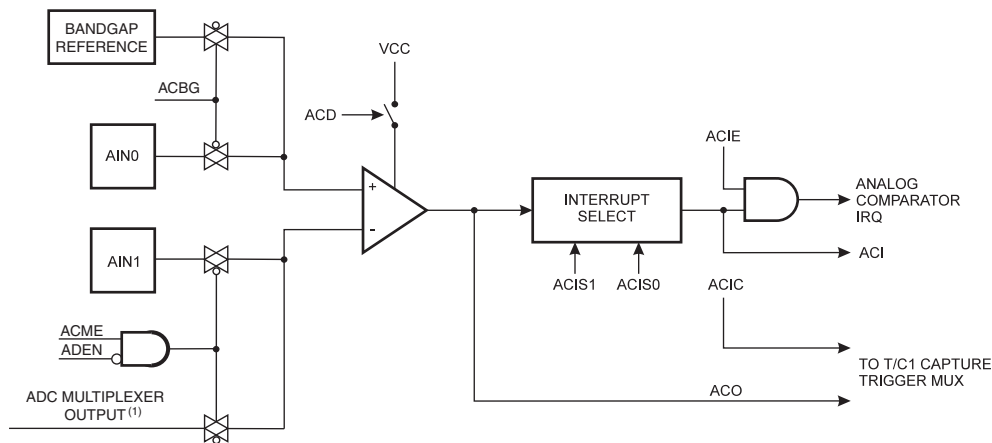 BANDGAP
REFERENCE
VCC
ACBG
ACD
AIN0
ACIE
+
INTERRUPT
SELECT
ANALOG
COMPARATOR
IRQ
-
AIN1
ACI
ACIS1 ACIS0 ACIC
ACME
ADEN
TO T/C1 CAPTURE
TRIGGER MUX
ADC MULTIPLEXER
OUTPUT (1)
ACO